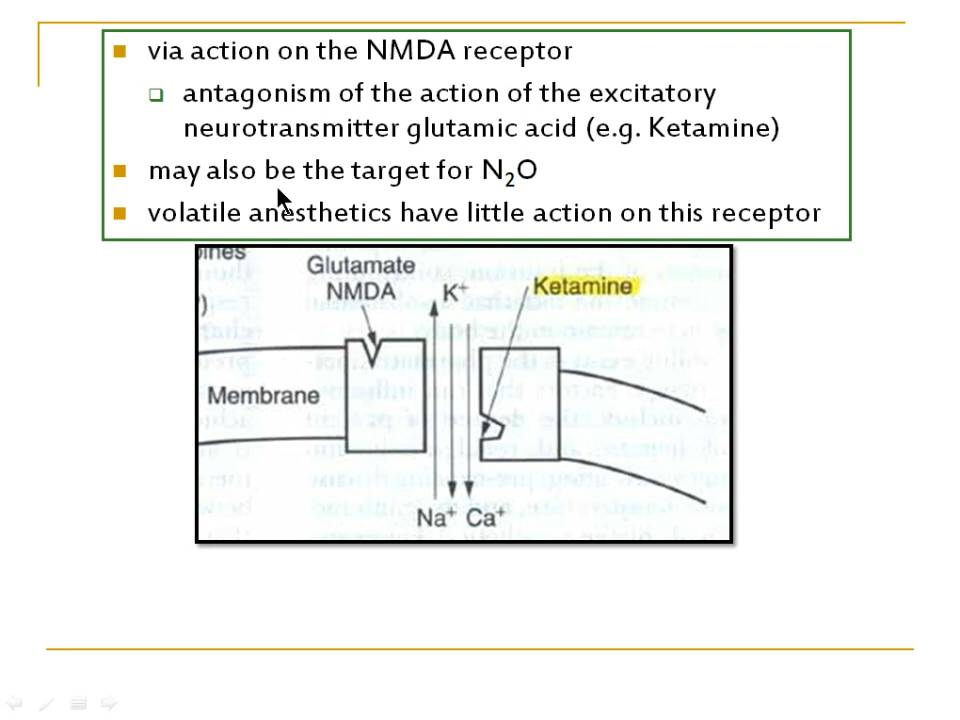 via action on the NMDA receptor
antagonism of the action of the excitatory
neurotransmitter glutamic acid (e.g. Ketamine)
may also be the target for N₂O
volatile anesthetics have little action on this receptor
Glutamate
NMDA
K⁺
Ketamine
Membrane
Na⁺ Ca⁺